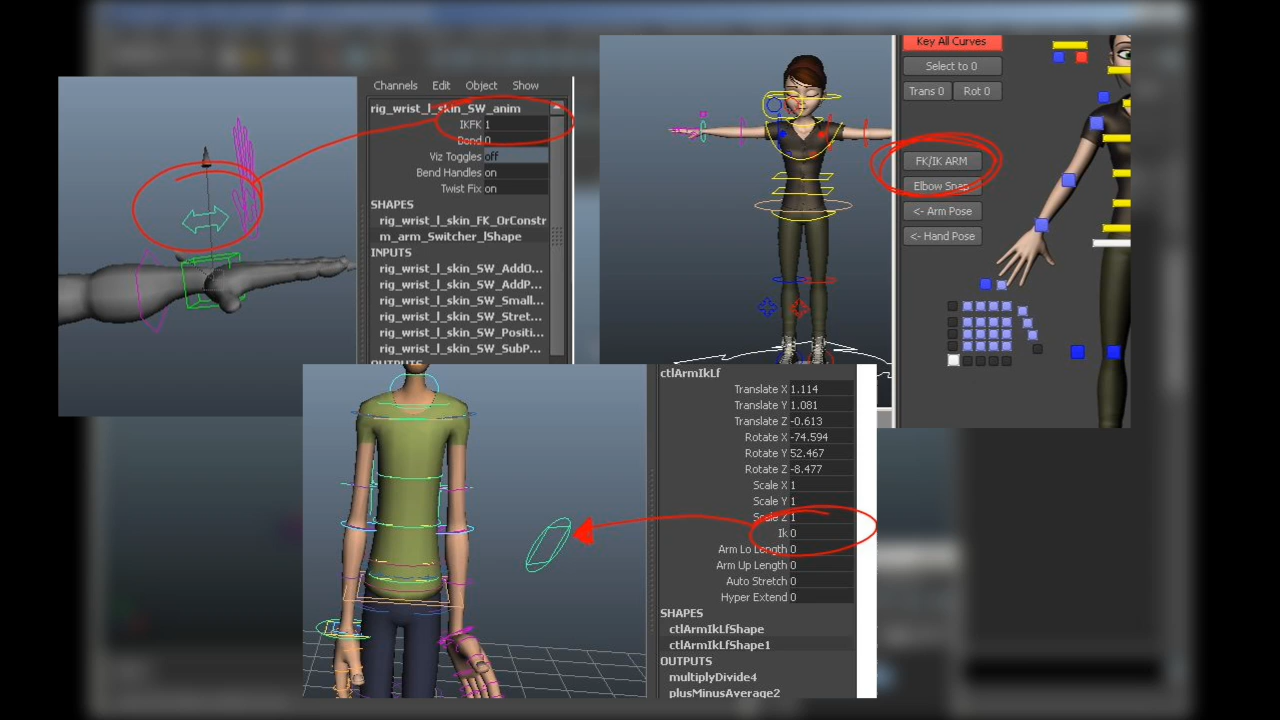 Channels Edit Object Show
rig_wrist_l_skin_SW_anim
IKFK 1
Bend 0
Viz Toggles off
Bend Handles on
Twist Fix on
SHAPES
rig_wrist_l_skin_FK_OrConstr
m_arm_Switcher_lShape
INPUTS
rig_wrist_l_skin_SW_AddO...
rig_wrist_l_skin_SW_AddP...
rig_wrist_l_skin_SW_Small...
rig_wrist_l_skin_SW_Stret...
rig_wrist_l_skin_SW_Positi...
rig_wrist_l_skin_SW_SubP...
Key All Curves
Select to 0
Trans 0 Rot 0
FK/IK ARM
Elbow Snap
<- Arm Pose
<- Hand Pose
ctlArmIkLf
Translate X 1.114
Translate Y 1.081
Translate Z -0.613
Rotate X -74.594
Rotate Y 52.467
Rotate Z -8.477
Scale X 1
Scale Y 1
Scale Z 1
Ik 0
Arm Lo Length 0
Arm Up Length 0
Auto Stretch 0
Hyper Extend 0
SHAPES
ctlArmIkLfShape
ctlArmIkLfShape1
OUTPUTS
multiplyDivide4
plusMinusAverage2